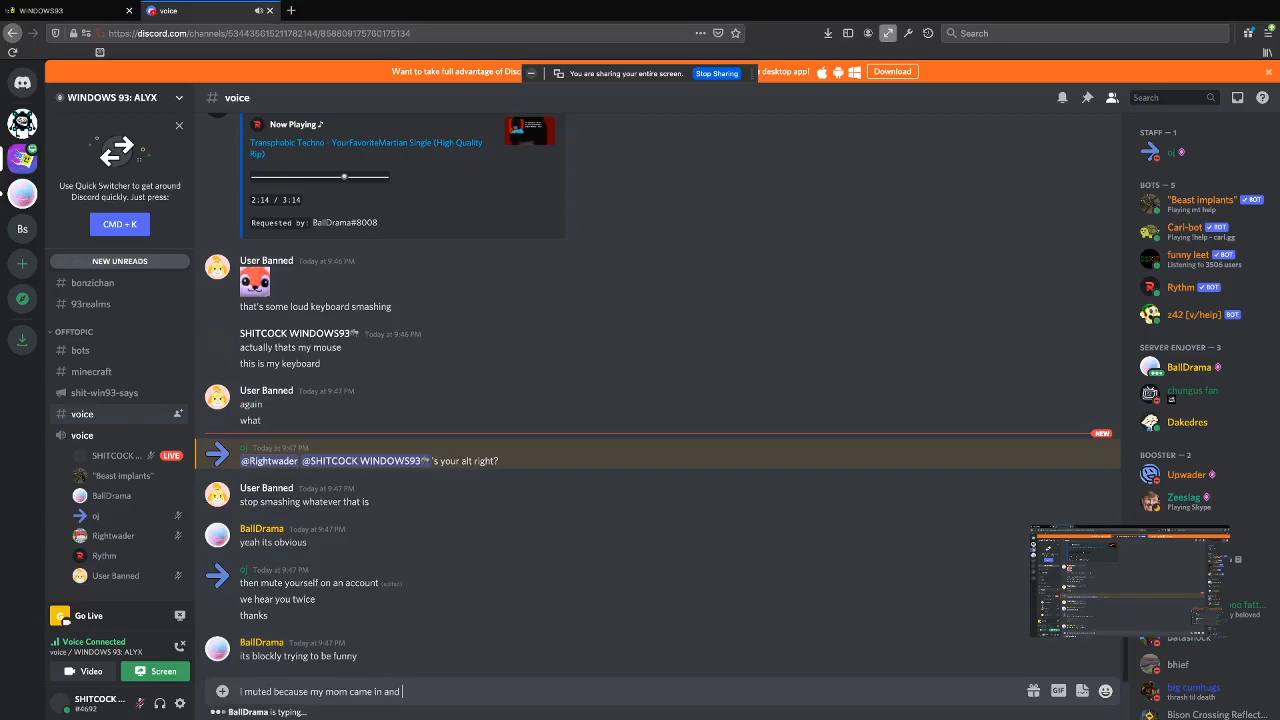 WINDOWS93
voice
https://discord.com/channels/534435615211782144/858809175760175134
Search
Want to take full advantage of Disc
You are sharing your entire screen.
Stop Sharing
desktop app!
Download
WINDOWS 93: ALYX
voice
Search
Use Quick Switcher to get around
Discord quickly. Just press:
CMD + K
NEW UNREADS
bonzichan
93realms
OFFTOPIC
bots
minecraft
shit-win93-says
voice
voice
SHITCOCK ...
LIVE
"Beast implants"
BallDrama
oj
Rightwader
Rythm
User Banned
Go Live
Voice Connected
voice / WINDOWS 93: ALYX
Video
Screen
SHITCOCK ...
#4692
Bs
Now Playing ♪
Transphobic Techno - YourFavoriteMartian Single (High Quality
Rip)
2:14 / 3:14
Requested by: BallDrama#8008
User Banned Today at 9:46 PM
that's some loud keyboard smashing
SHITCOCK WINDOWS93 Today at 9:46 PM
actually thats my mouse
this is my keyboard
User Banned Today at 9:47 PM
again
what
NEW
oj Today at 9:47 PM
@Rightwader @SHITCOCK WINDOWS93 's your alt right?
User Banned Today at 9:47 PM
stop smashing whatever that is
BallDrama Today at 9:47 PM
yeah its obvious
oj Today at 9:47 PM
then mute yourself on an account (edited)
we hear you twice
thanks
BallDrama Today at 9:47 PM
its blockly trying to be funny
i muted because my mom came in and
GIF
BallDrama is typing...
STAFF — 1
oj
BOTS — 5
"Beast implants" BOT
Playing mt help
Carl-bot BOT
Playing !help - carl.gg
funny leet BOT
Listening to 3506 users
Rythm BOT
z42 [v/help] BOT
SERVER ENJOYER — 3
BallDrama
chungus fan
Dakedres
BOOSTER — 2
Upwader
Zeeslag
Playing Skype
oo fatt...
y beloved
Batashock
bhief
big cumhugs
thrash til death
Bison Crossing Reflect...